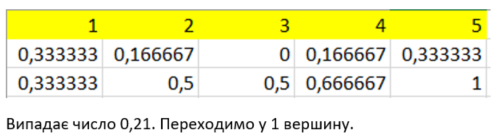 1 2 3 4 5
0,333333 0,166667 0 0,166667 0,333333
0,333333 0,5 0,5 0,666667 1
Випадає число 0,21. Переходимо у 1 вершину.